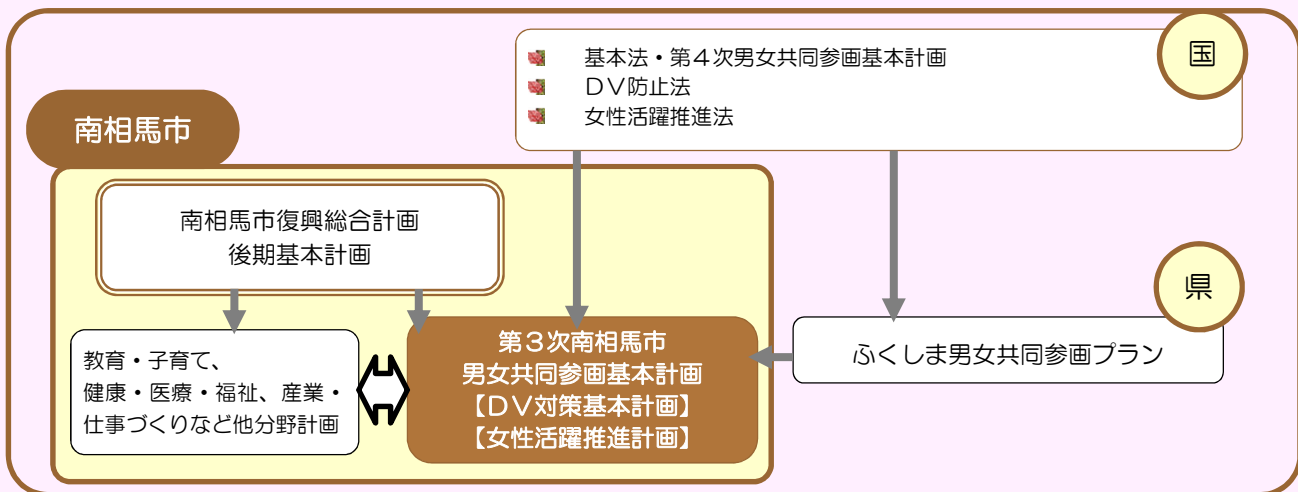 国
基本法・第４次男女共同参画基本計画
ＤＶ防止法
女性活躍推進法
南相馬市
南相馬市復興総合計画
後期基本計画
県
教育・子育て、
健康・医療・福祉、産業・
仕事づくりなど他分野計画
第３次南相馬市
男女共同参画基本計画
【ＤＶ対策基本計画】
【女性活躍推進計画】
ふくしま男女共同参画プラン